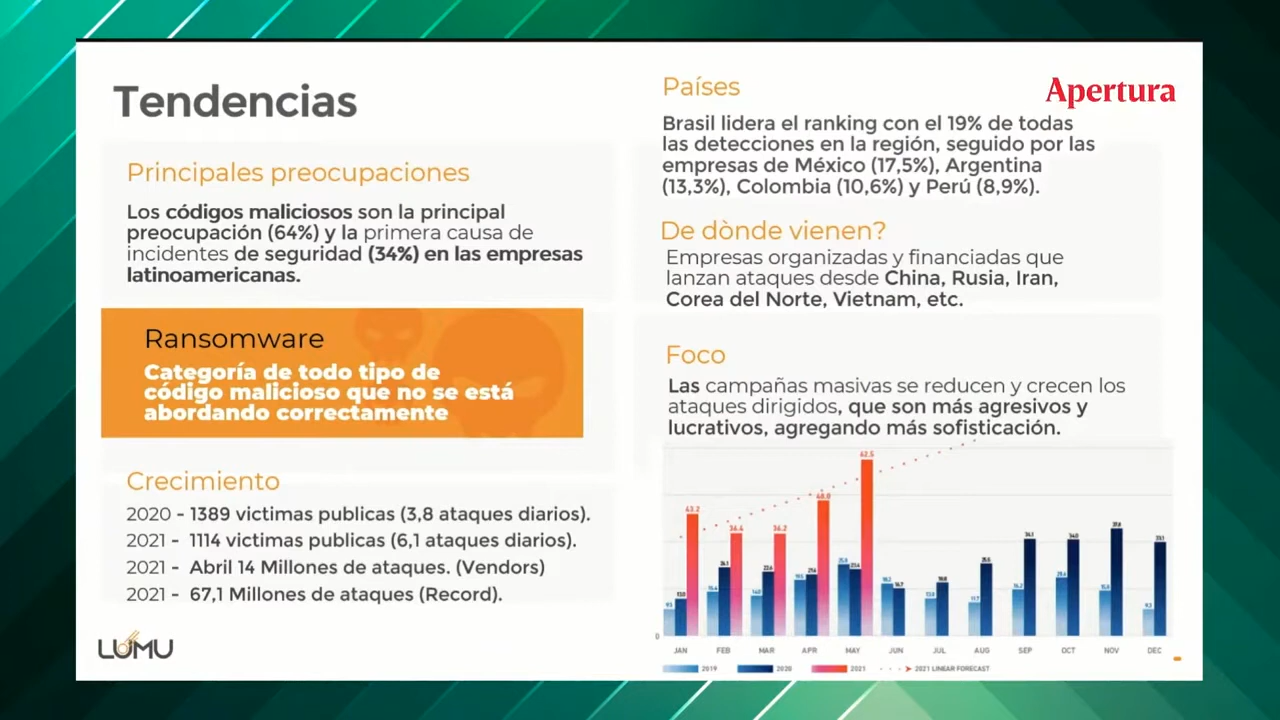 Tendencias
Principales preocupaciones
Los códigos maliciosos son la principal
preocupación (64%) y la primera causa de
incidentes de seguridad (34%) en las empresas
latinoamericanas.
Ransomware
Categoría de todo tipo de
código malicioso que no se está
abordando correctamente
Crecimiento
2020 - 1389 victimas publicas (3,8 ataques diarios).
2021 - 1114 victimas publicas (6,1 ataques diarios).
2021 - Abril 14 Millones de ataques. (Vendors)
2021 - 67,1 Millones de ataques (Record).
LUMU
Apertura
Países
Brasil lidera el ranking con el 19% de todas
las detecciones en la región, seguido por las
empresas de México (17,5%), Argentina
(13,3%), Colombia (10,6%) y Perú (8,9%).
De dònde vienen?
Empresas organizadas y financiadas que
lanzan ataques desde China, Rusia, Iran,
Corea del Norte, Vietnam, etc.
Foco
Las campañas masivas se reducen y crecen los
ataques dirigidos, que son más agresivos y
lucrativos, agregando más sofisticación.
62.5
48.0
43.2
36.4
36.2
0
JAN FEB MAR APR MAY JUN JUL AUG SEP OCT NOV DEC
2019 2020 2021 2021 LINEAR FORECAST